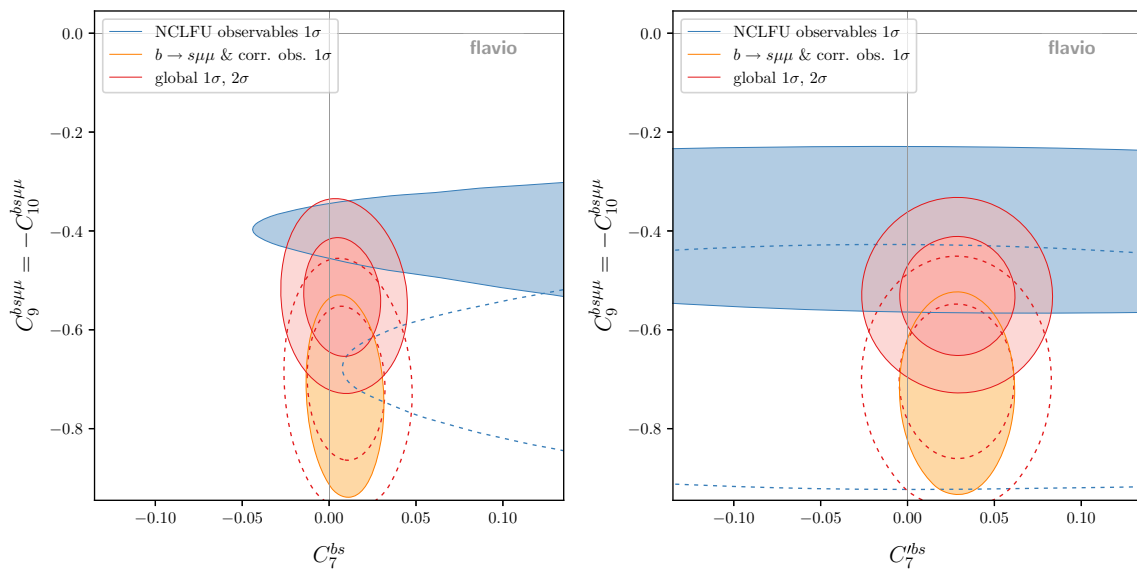 NCLFU observables 1σ
b → sμμ & corr. obs. 1σ
global 1σ, 2σ
flavio
0.0
−0.2
−0.4
−0.6
−0.8
−0.10
−0.05
0.00
0.05
0.10
C_9^{bsμμ} = −C_{10}^{bsμμ}
C_7^{bs}
NCLFU observables 1σ
b → sμμ & corr. obs. 1σ
global 1σ, 2σ
flavio
0.0
−0.2
−0.4
−0.6
−0.8
−0.10
−0.05
0.00
0.05
0.10
C_9^{bsμμ} = −C_{10}^{bsμμ}
C_7^{′bs}